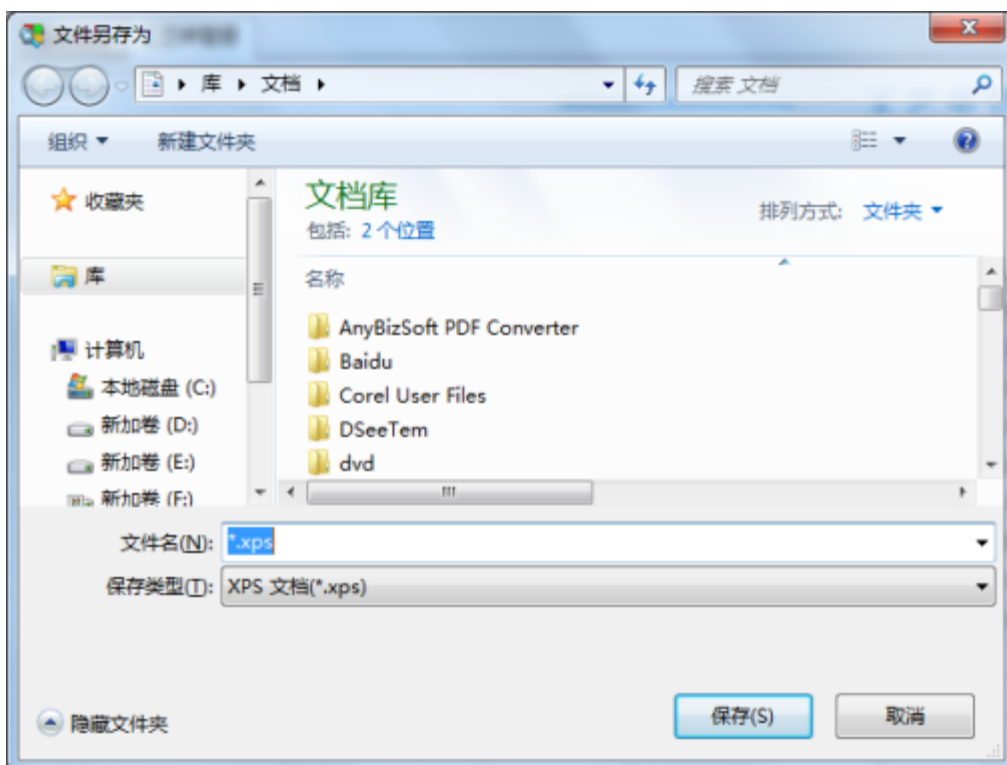 文件另存为
库 文档
搜索 文档
组织 新建文件夹
收藏夹
库
计算机
本地磁盘 (C:)
新加卷 (D:)
新加卷 (E:)
新加卷 (F:)
文档库
包括: 2 个位置
排列方式: 文件夹
名称
AnyBizSoft PDF Converter
Baidu
Corel User Files
DSeeTem
dvd
文件名(N): *.xps
保存类型(T): XPS 文档(*.xps)
隐藏文件夹
保存(S) 取消